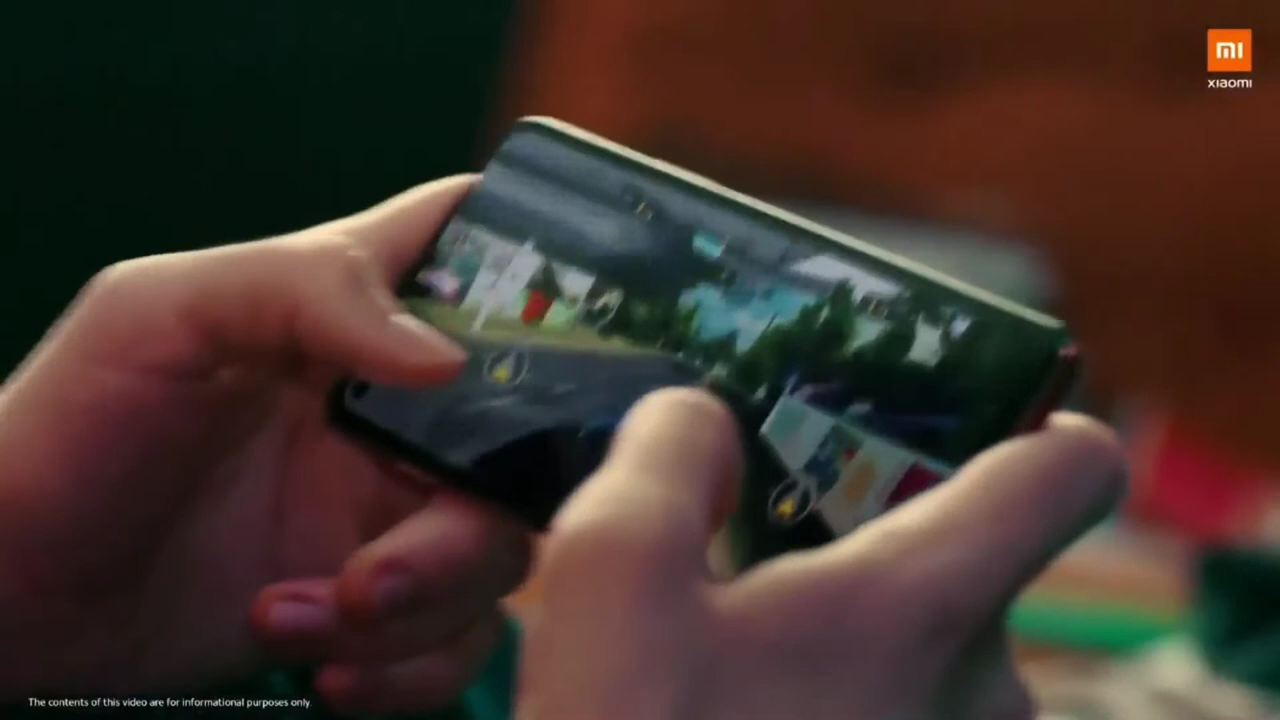 mi
xiaomi
The contents of this video are for informational purposes only.